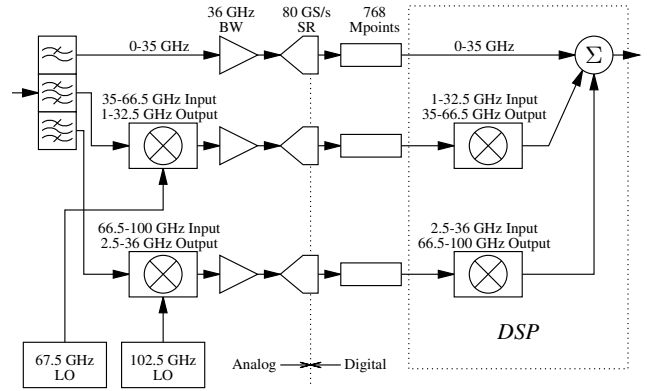 36 GHz
BW
80 GS/s
SR
768
Mpoints
0-35 GHz
0-35 GHz
Σ
35-66.5 GHz Input
1-32.5 GHz Output
1-32.5 GHz Input
35-66.5 GHz Output
66.5-100 GHz Input
2.5-36 GHz Output
2.5-36 GHz Input
66.5-100 GHz Output
DSP
67.5 GHz
LO
102.5 GHz
LO
Analog
Digital